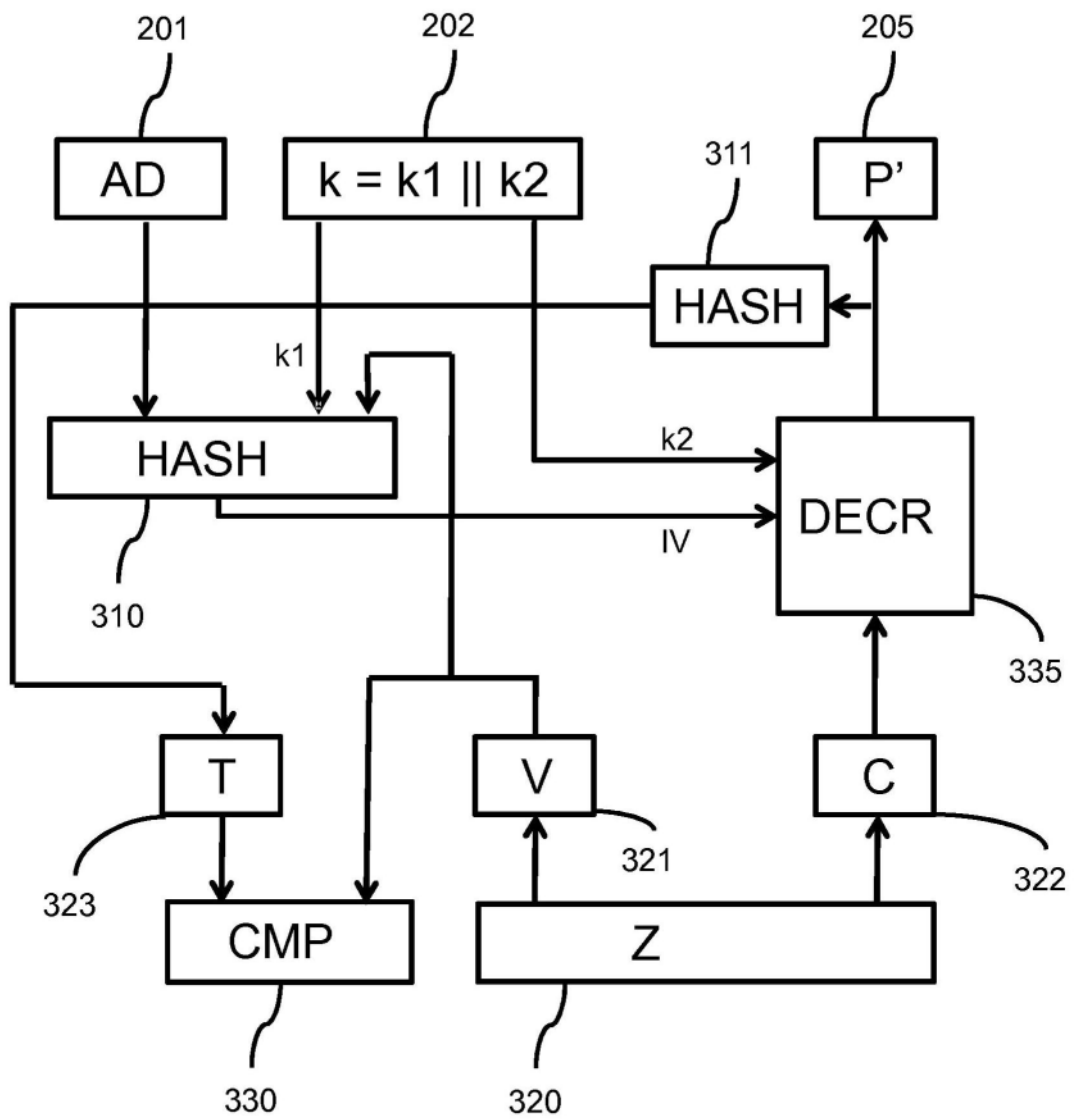 201
202
205
AD
k = k1 || k2
311
P’
HASH
k1
HASH
k2
DECR
IV
310
335
T
V
C
321
323
322
CMP
Z
330
320